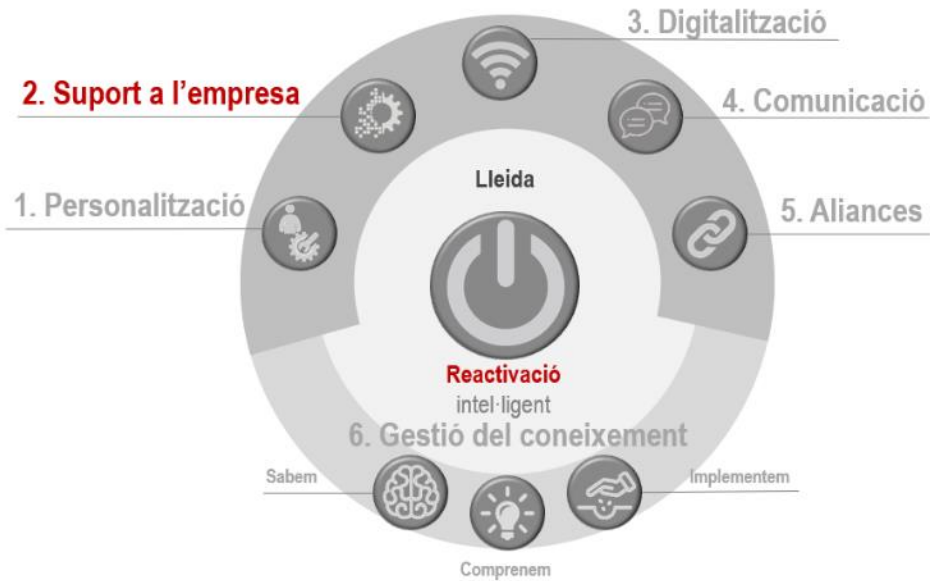 3. Digitalització
2. Suport a l’empresa
4. Comunicació
1. Personalització
5. Aliances
Lleida
Reactivació
intel·ligent
6. Gestió del coneixement
Sabem
Implementem
Comprenem